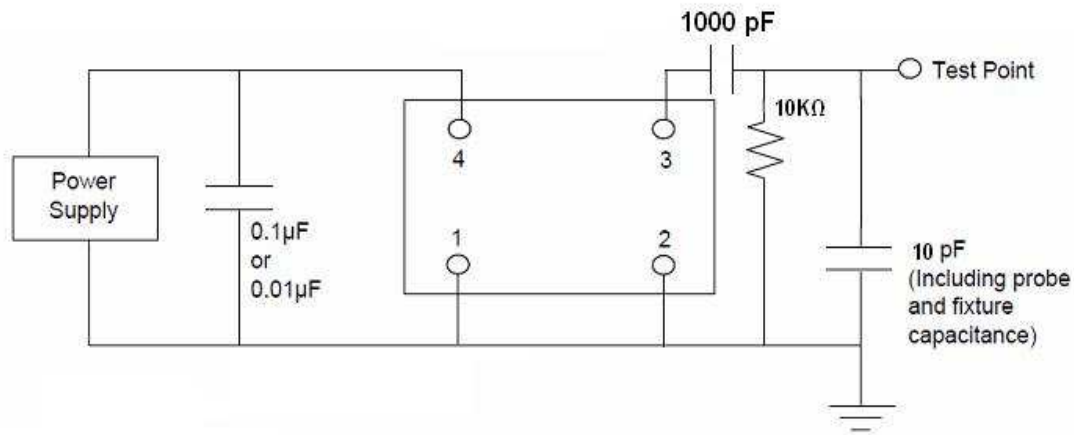 1000 pF
Test Point
10KΩ
4
3
Power
Supply
0.1µF
or
0.01µF
1
2
10 pF
(Including probe
and fixture
capacitance)